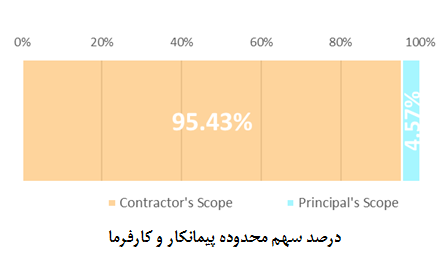 0% 20% 40% 60% 80% 100%
95.43% 4.57%
Contractor's Scope Principal's Scope
درصد سهم محدوده پیمانکار و کارفرما